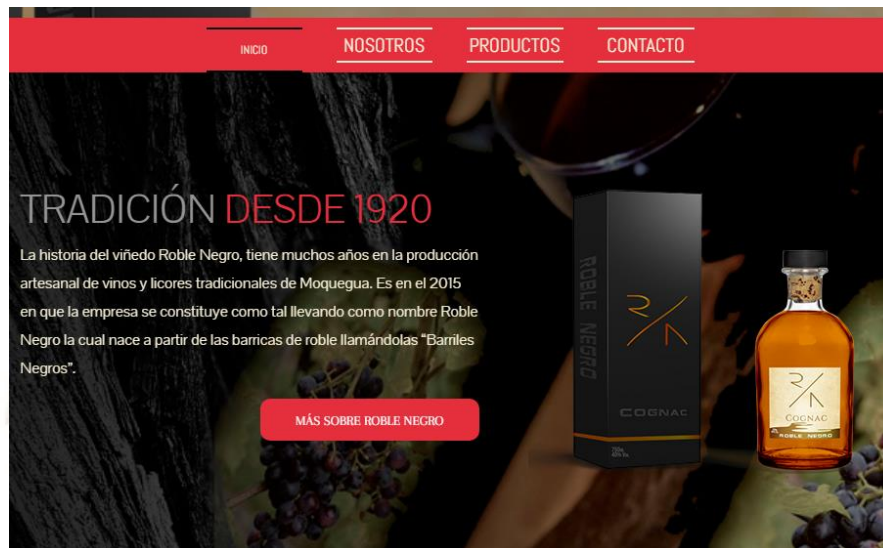 INICIO NOSOTROS PRODUCTOS CONTACTO
TRADICIÓN DESDE 1920
La historia del viñedo Roble Negro, tiene muchos años en la producción
artesanal de vinos y licores tradicionales de Moquegua. Es en el 2015
en que la empresa se constituye como tal llevando como nombre Roble
Negro la cual nace a partir de las barricas de roble llamándolas “Barriles
Negros”.
MÁS SOBRE ROBLE NEGRO
ROBLE NEGRO
COGNAC
COGNAC
ROBLE NEGRO